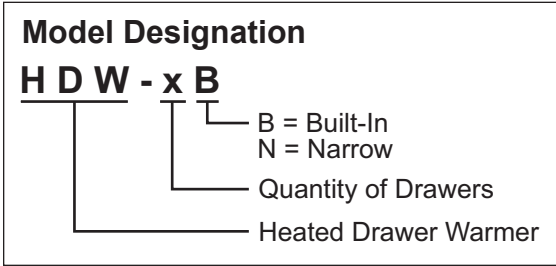 Model Designation
H D W - x B
B = Built-In
N = Narrow
Quantity of Drawers
Heated Drawer Warmer